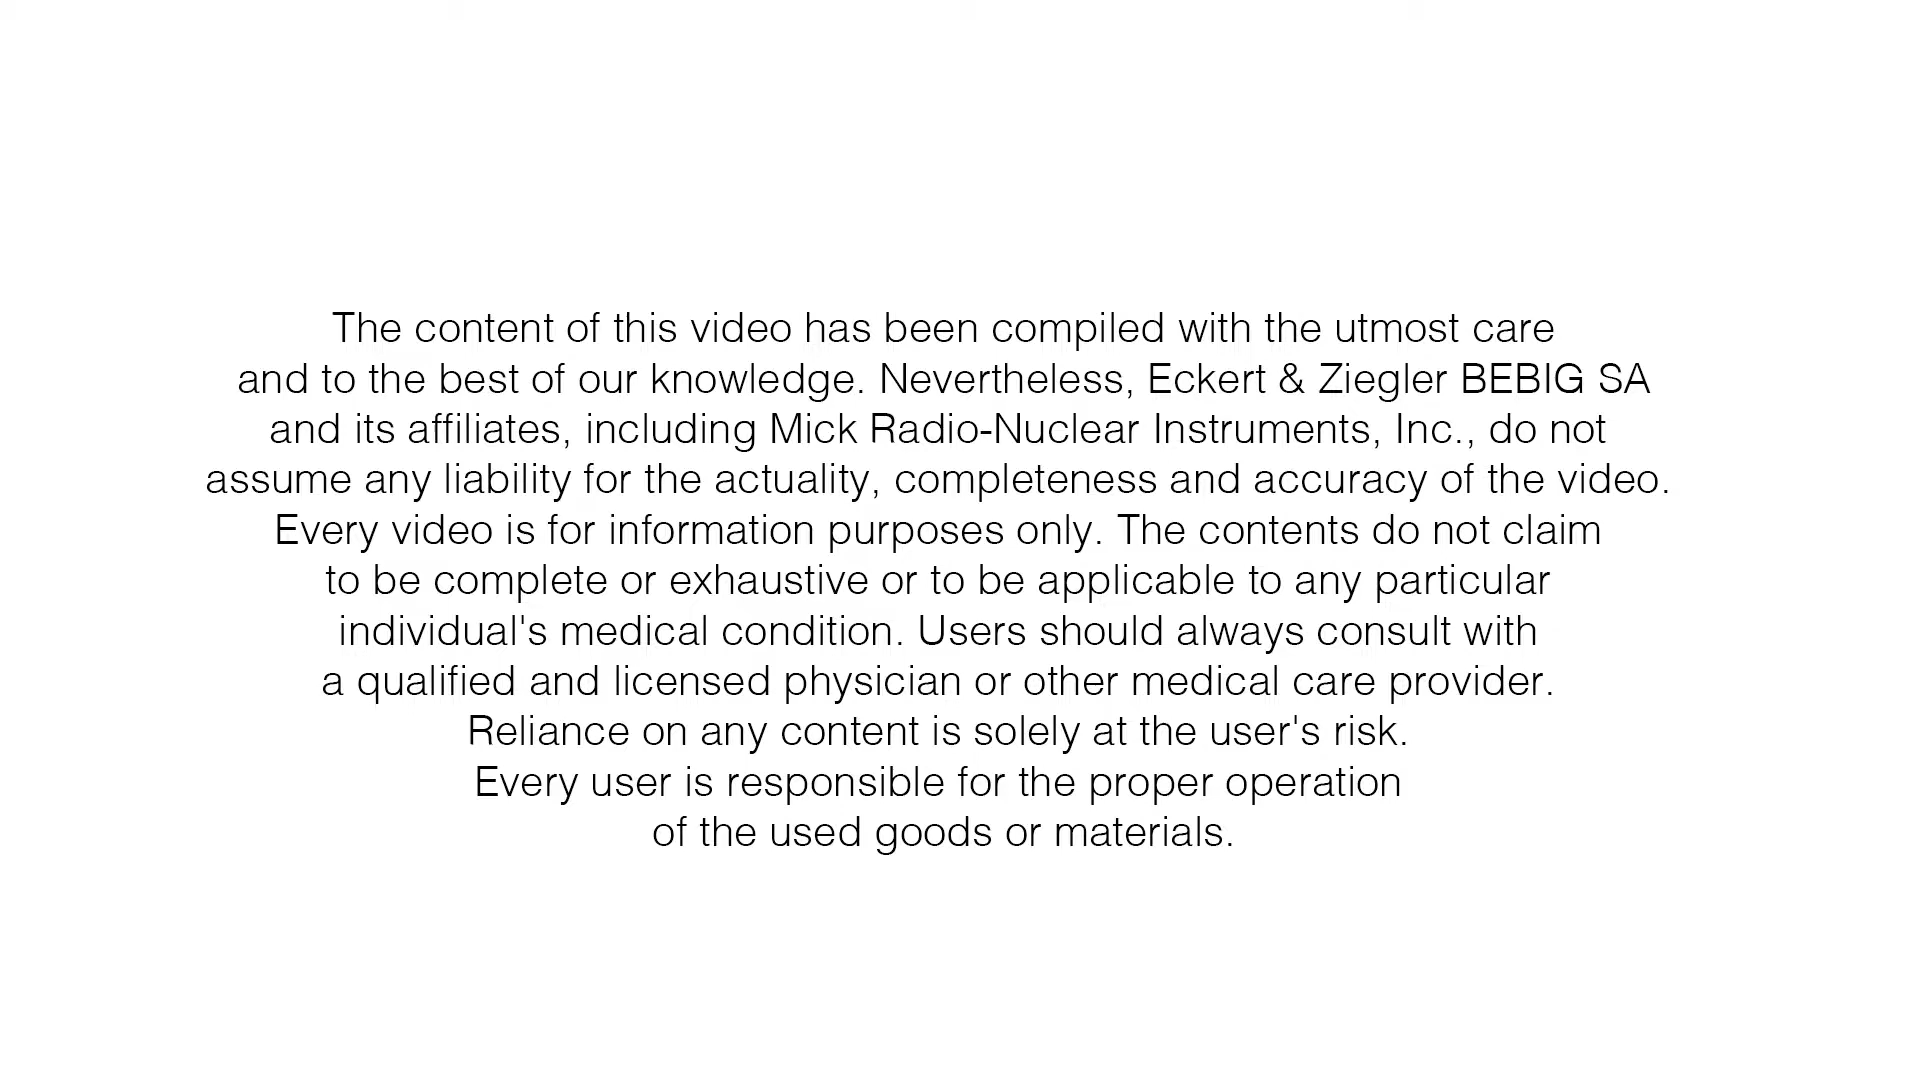 The content of this video has been compiled with the utmost care
and to the best of our knowledge. Nevertheless, Eckert & Ziegler BEBIG SA
and its affiliates, including Mick Radio-Nuclear Instruments, Inc., do not
assume any liability for the actuality, completeness and accuracy of the video.
Every video is for information purposes only. The contents do not claim
to be complete or exhaustive or to be applicable to any particular
individual's medical condition. Users should always consult with
a qualified and licensed physician or other medical care provider.
Reliance on any content is solely at the user's risk.
Every user is responsible for the proper operation
of the used goods or materials.